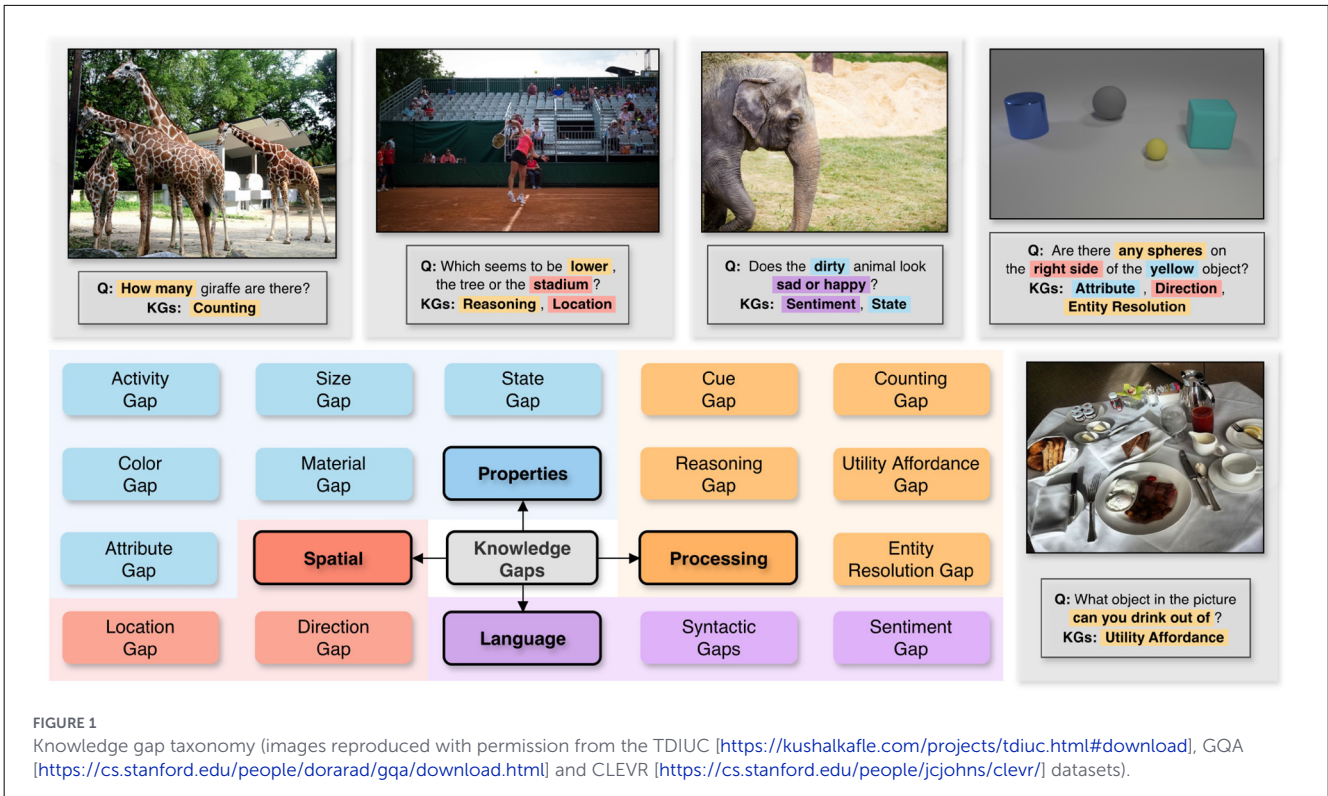 Q: How many giraffe are there?
KGs: Counting
Q: Which seems to be lower,
the tree or the stadium?
KGs: Reasoning, Location
Q: Does the dirty animal look
sad or happy?
KGs: Sentiment, State
Q: Are there any spheres on
the right side of the yellow object?
KGs: Attribute, Direction,
Entity Resolution
Activity
Gap
Size
Gap
State
Gap
Cue
Gap
Counting
Gap
Color
Gap
Material
Gap
Properties
Reasoning
Gap
Utility Affordance
Gap
Attribute
Gap
Spatial
Knowledge
Gaps
Processing
Entity
Resolution Gap
Location
Gap
Direction
Gap
Language
Syntactic
Gaps
Sentiment
Gap
Q: What object in the picture
can you drink out of?
KGs: Utility Affordance
FIGURE 1
Knowledge gap taxonomy (images reproduced with permission from the TDIUC [https://kushalkafle.com/projects/tdiuc.html#download], GQA
[https://cs.stanford.edu/people/dorarad/gqa/download.html] and CLEVR [https://cs.stanford.edu/people/jcjohns/clevr/] datasets).